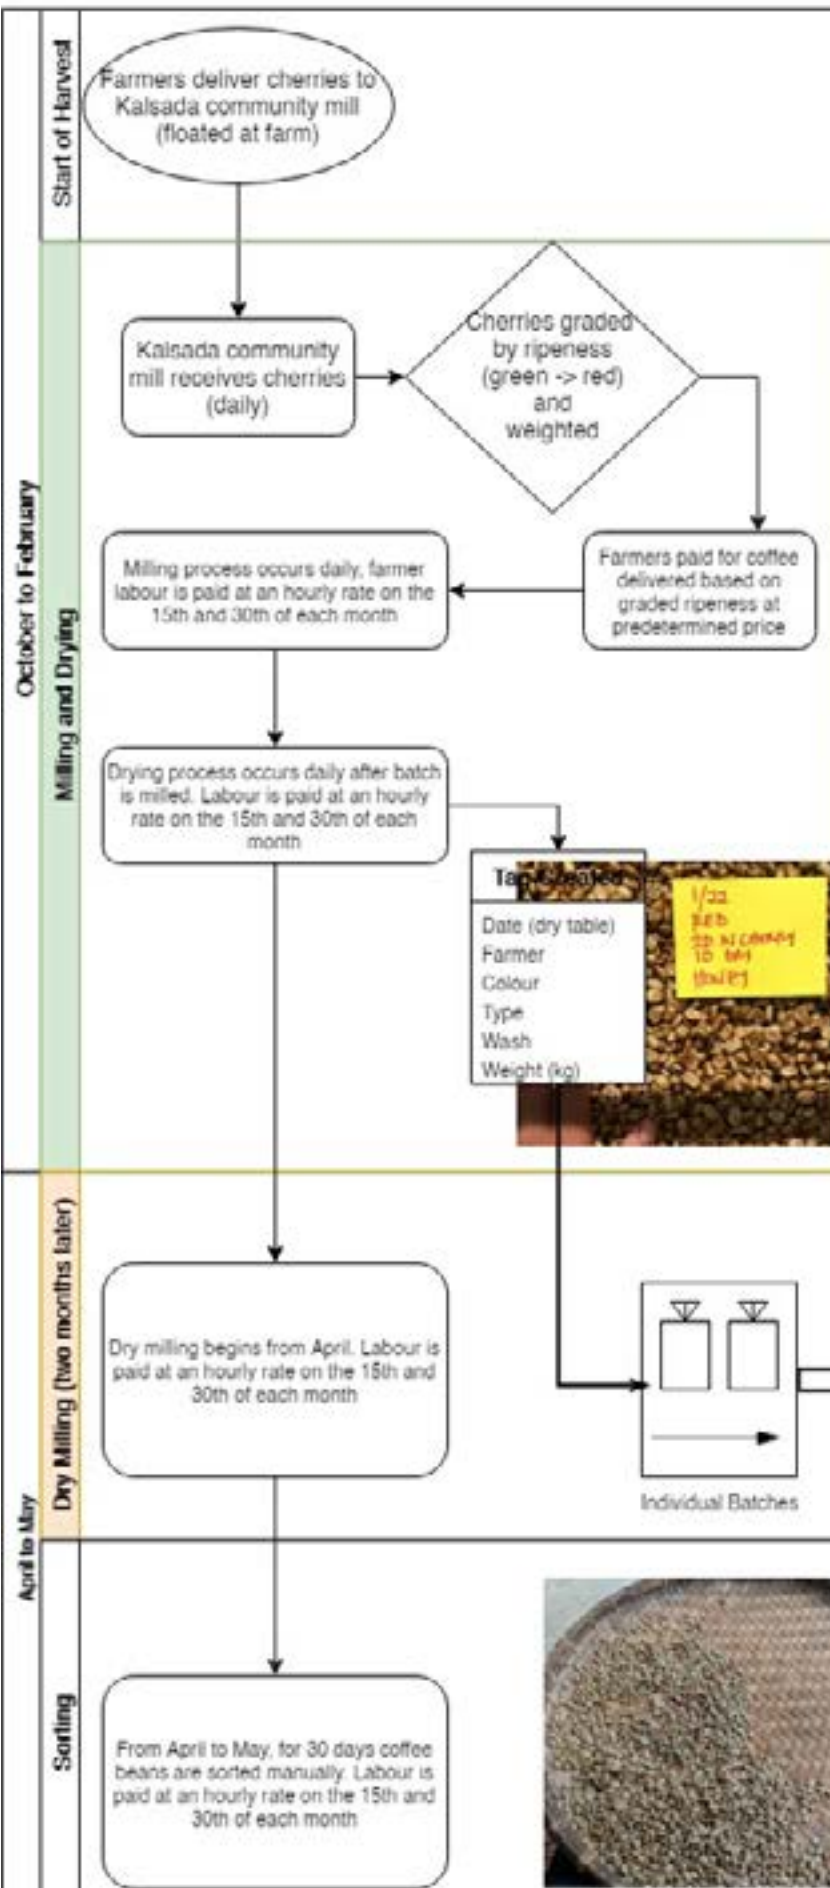 Start of Harvest
Farmers deliver cherries to
Kalsada community mill
(floated at farm)
October to February
Milling and Drying
Kalsada community
mill receives cherries
(daily)
Cherries graded
by ripeness
(green -> red)
and
weighted
Farmers paid for coffee
delivered based on
graded ripeness at
predetermined price
Milling process occurs daily, farmer
labour is paid at an hourly rate on the
15th and 30th of each month
Drying process occurs daily after batch
is milled. Labour is paid at an hourly
rate on the 15th and 30th of each
month
Tag Created
Date (dry table)
Farmer
Colour
Type
Wash
Weight (kg)
1/22
RED
HONEY
April to May
Dry Milling (two months later)
Dry milling begins from April. Labour is
paid at an hourly rate on the 15th and
30th of each month
Individual Batches
Sorting
From April to May, for 30 days coffee
beans are sorted manually. Labour is
paid at an hourly rate on the 15th and
30th of each month